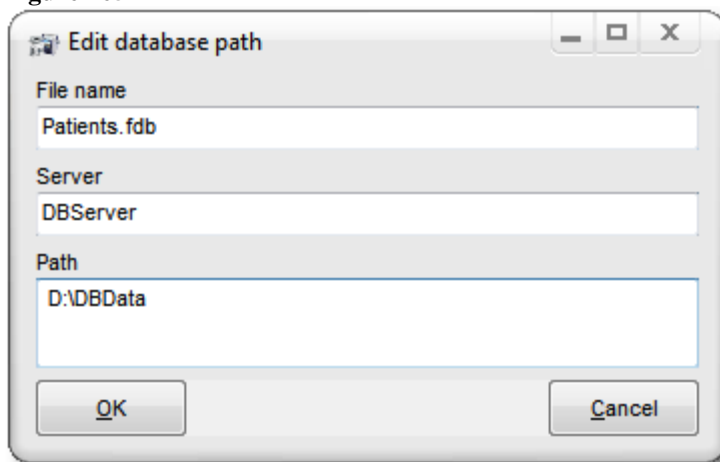 Edit database path
File name
Patients.fdb
Server
DBServer
Path
D:\DBData
OK
Cancel